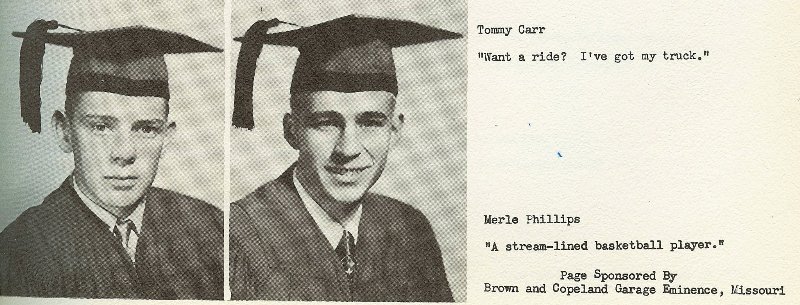 Tommy Carr
"Want a ride? I've got my truck."
Merle Phillips
"A stream-lined basketball player."
Page Sponsored By
Brown and Copeland Garage Eminence, Missouri